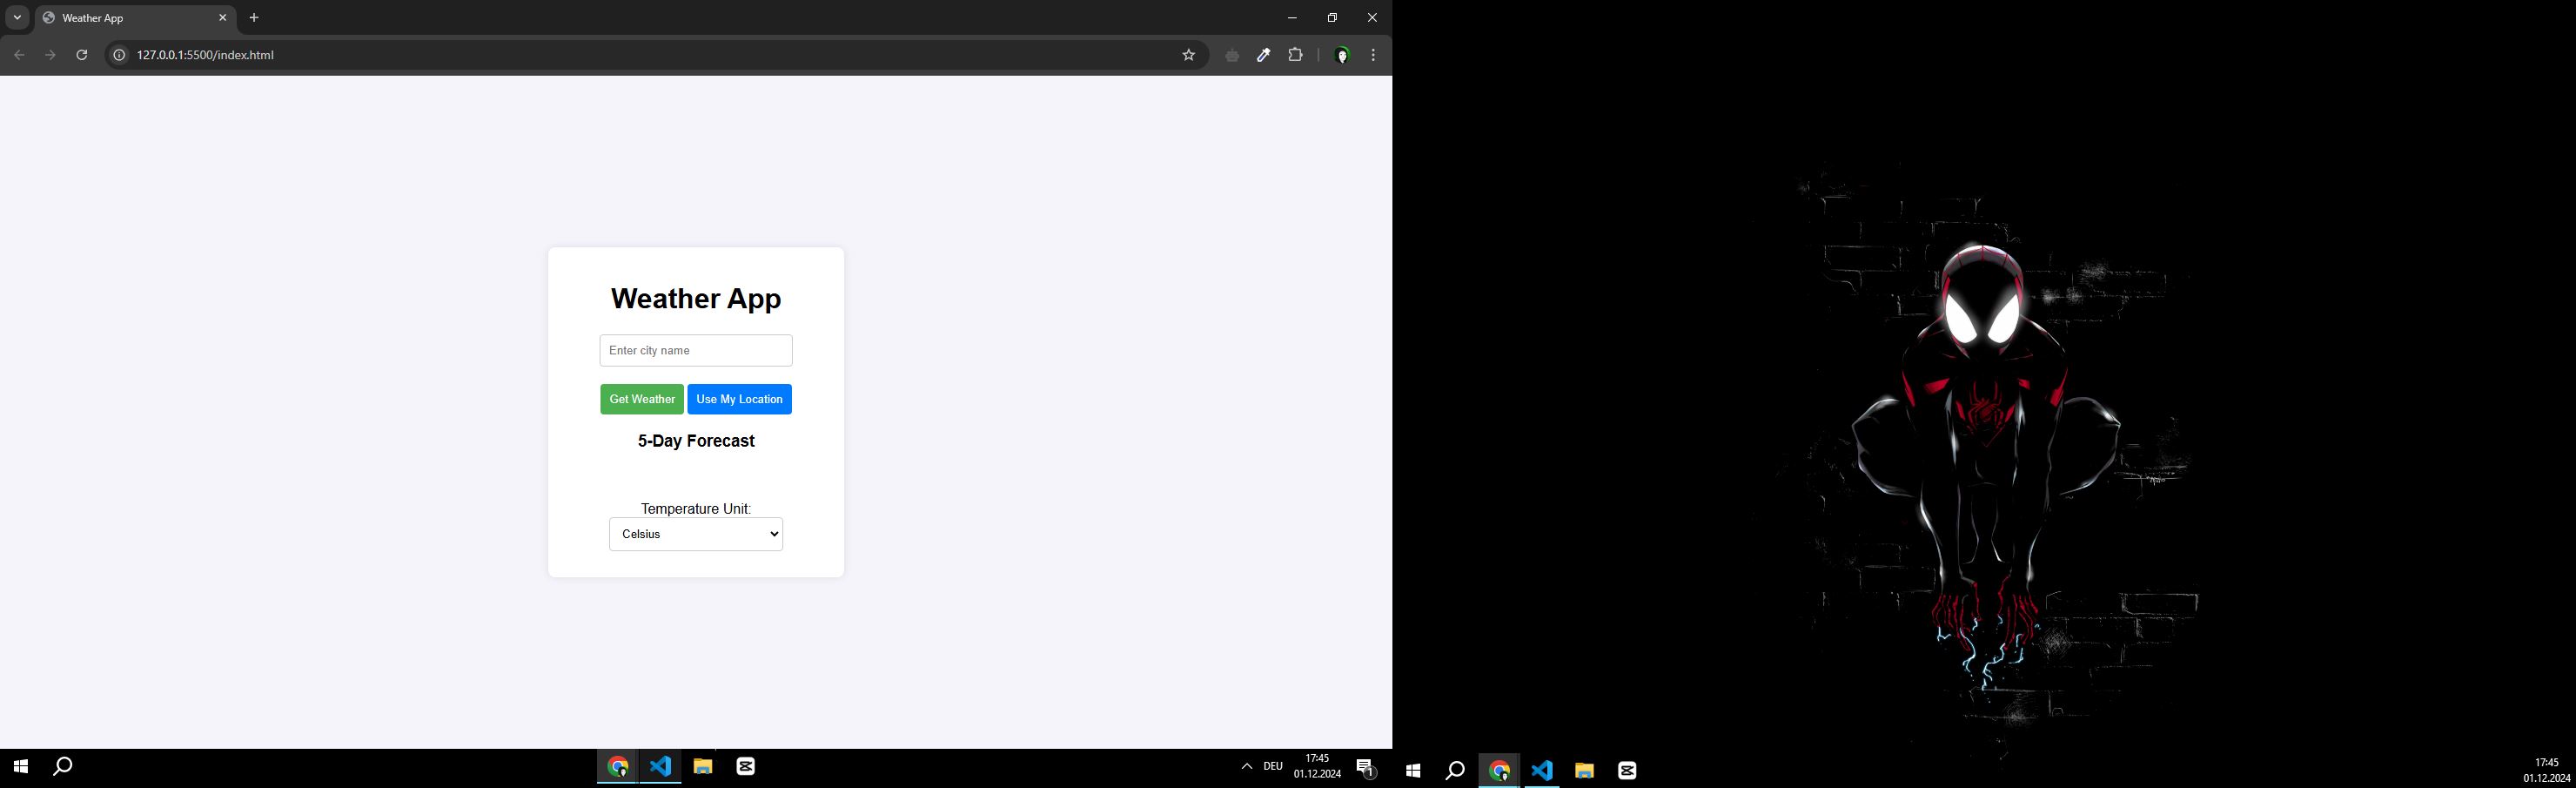 Weather App
127.0.0.1:5500/index.html
Weather App
Enter city name
Get Weather Use My Location
5-Day Forecast
Temperature Unit:
Celsius
DEU
17:45
01.12.2024
1
17:45
01.12.2024